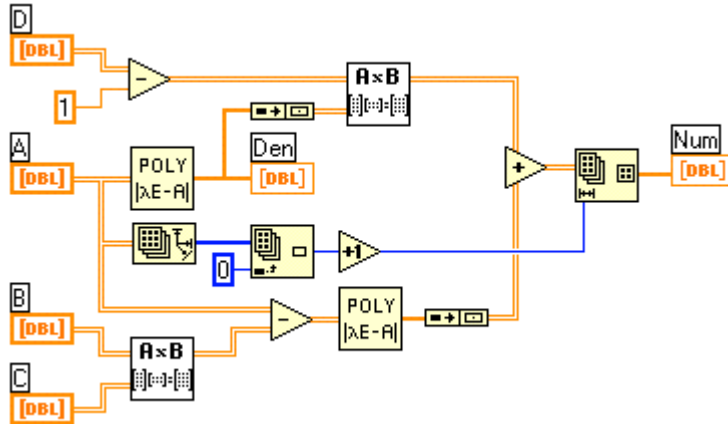 D
[DBL]
1
A×B
A
[DBL]
POLY
|λE-A|
Den
[DBL]
+
Num
[DBL]
0
+1
B
[DBL]
-
POLY
|λE-A|
A×B
C
[DBL]